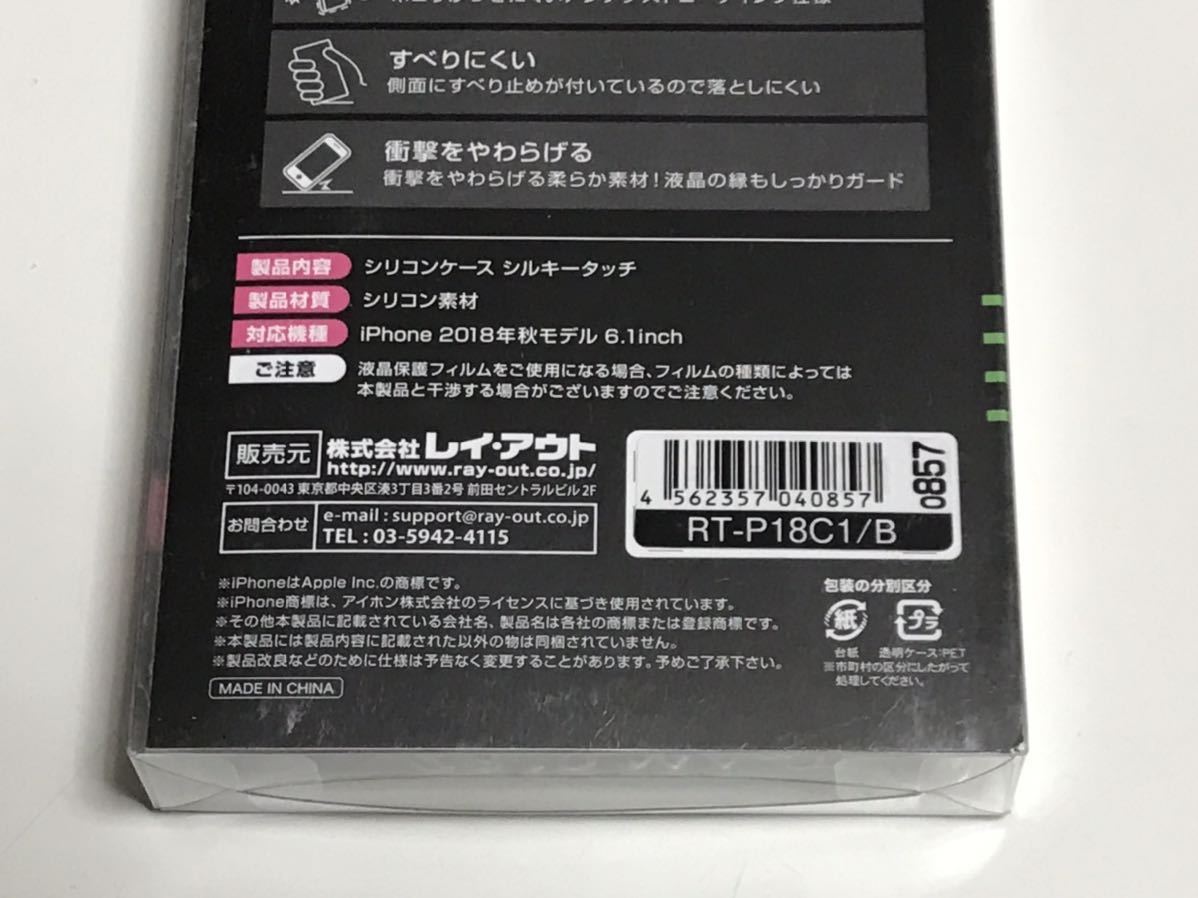 すべりにくい
側面にすべり止めが付いているので落としにくい
衝撃をやわらげる
衝撃をやわらげる柔らか素材!液晶の縁もしっかりガード
製品内容 シリコンケース シルキータッチ
製品材質 シリコン素材
対応機種 iPhone 2018年秋モデル 6.1inch
ご注意 液晶保護フィルムをご使用になる場合、フィルムの種類によっては
本製品と干渉する場合がございますのでご注意ください。
販売元 株式会社レイ・アウト
http://www.ray-out.co.jp/
〒104-0043 東京都中央区湊3丁目3番2号 前田セントラルビル2F
お問合わせ e-mail : support@ray-out.co.jp
TEL : 03-5942-4115
4 562357 040857
0857
RT-P18C1/B
※iPhoneはApple Inc.の商標です。
※iPhone商標は、アイホン株式会社のライセンスに基づき使用されています。
※その他本製品に記載されている会社名、製品名は各社の商標または登録商標です。
※本製品には製品内容に記載された以外の物は同梱されていません。
※製品改良などのために仕様は予告なく変更することがあります。予めご了承下さい。
MADE IN CHINA
包装の分別区分
紙 プラ
台紙 透明ケース:PET
※市町村の区分にしたがって
処理してください。